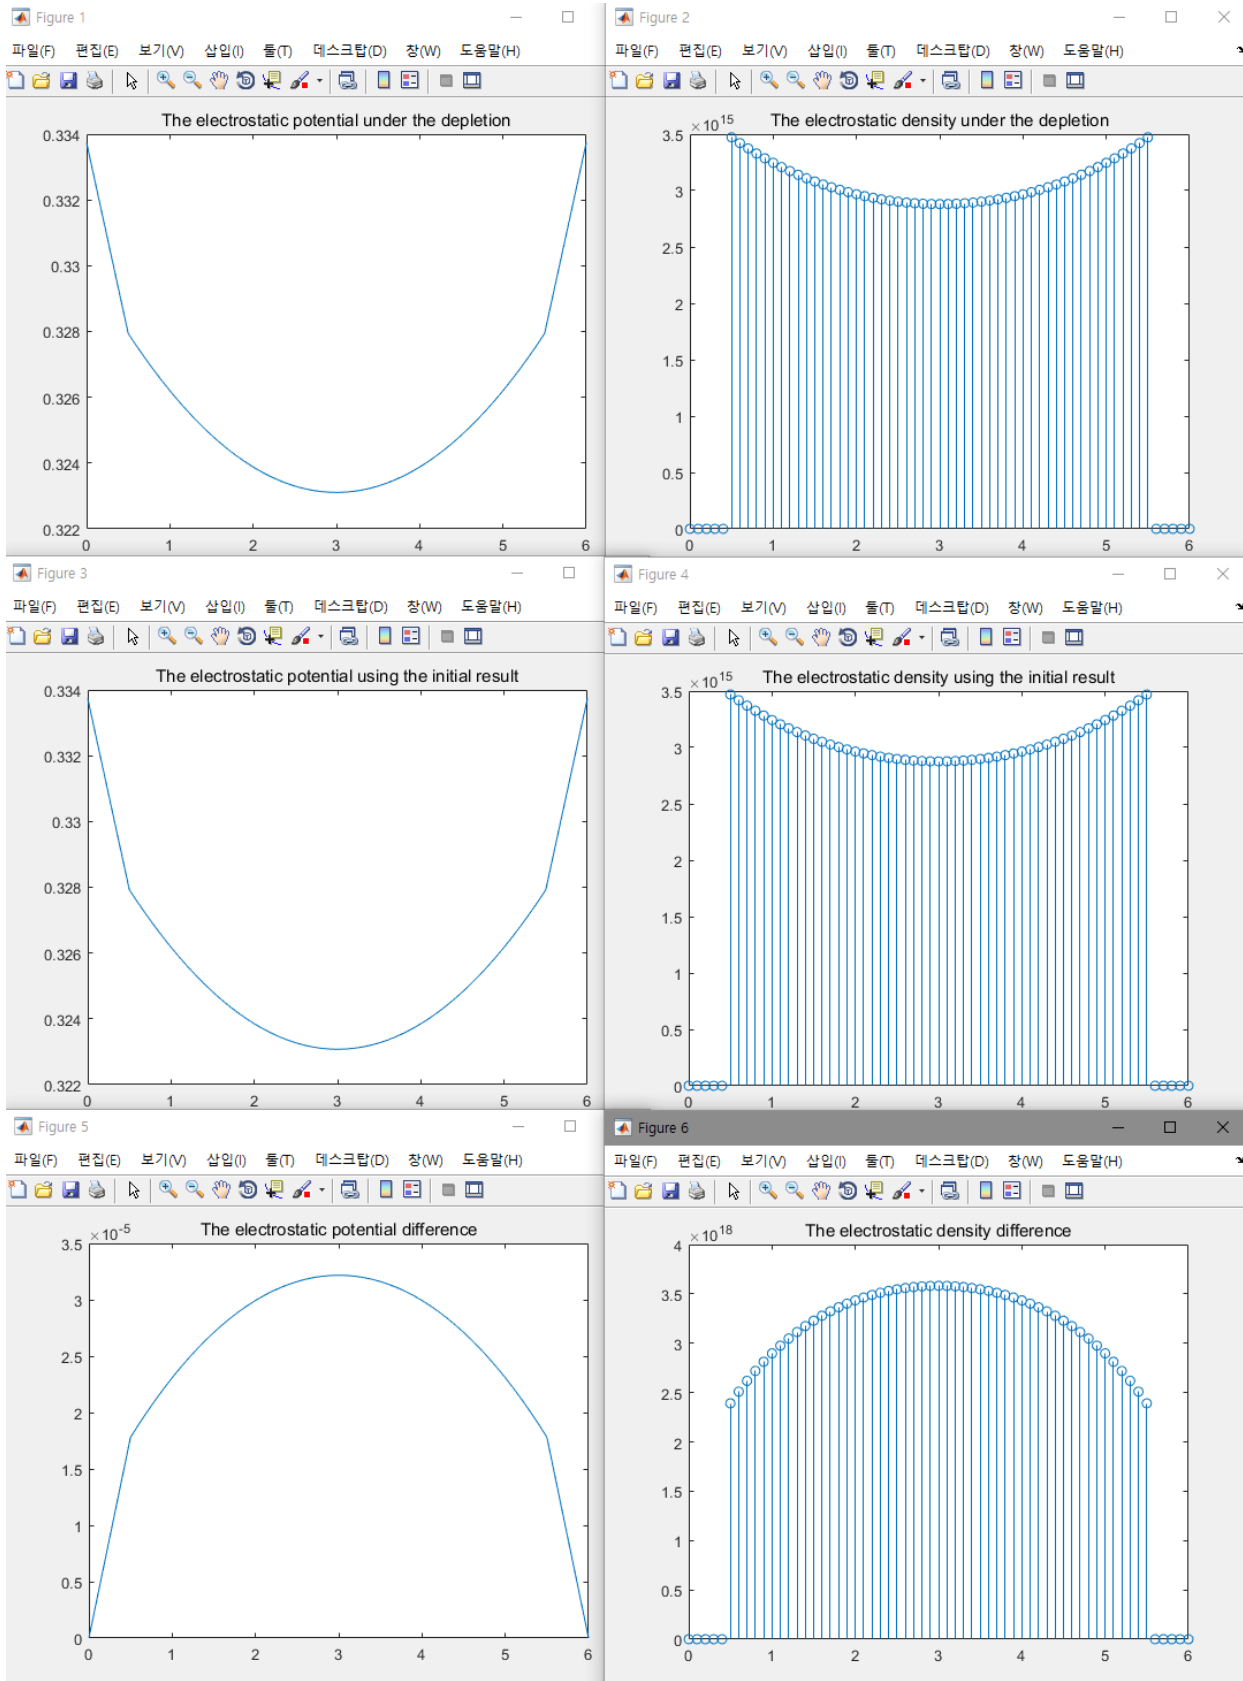 Figure 1
파일(F) 편집(E) 보기(V) 삽입(I) 툴(T) 데스크탑(D) 창(W) 도움말(H)
The electrostatic potential under the depletion
0.334
0.332
0.33
0.328
0.326
0.324
0.322
0 1 2 3 4 5 6
Figure 2
파일(F) 편집(E) 보기(V) 삽입(I) 툴(T) 데스크탑(D) 창(W) 도움말(H)
×10^15 The electrostatic density under the depletion
3.5
3
2.5
2
1.5
1
0.5
0
0 1 2 3 4 5 6
Figure 3
파일(F) 편집(E) 보기(V) 삽입(I) 툴(T) 데스크탑(D) 창(W) 도움말(H)
The electrostatic potential using the initial result
0.334
0.332
0.33
0.328
0.326
0.324
0.322
0 1 2 3 4 5 6
Figure 4
파일(F) 편집(E) 보기(V) 삽입(I) 툴(T) 데스크탑(D) 창(W) 도움말(H)
×10^15 The electrostatic density using the initial result
3.5
3
2.5
2
1.5
1
0.5
0
0 1 2 3 4 5 6
Figure 5
파일(F) 편집(E) 보기(V) 삽입(I) 툴(T) 데스크탑(D) 창(W) 도움말(H)
×10^-5 The electrostatic potential difference
3.5
3
2.5
2
1.5
1
0.5
0
0 1 2 3 4 5 6
Figure 6
파일(F) 편집(E) 보기(V) 삽입(I) 툴(T) 데스크탑(D) 창(W) 도움말(H)
×10^18 The electrostatic density difference
4
3.5
3
2.5
2
1.5
1
0.5
0
0 1 2 3 4 5 6